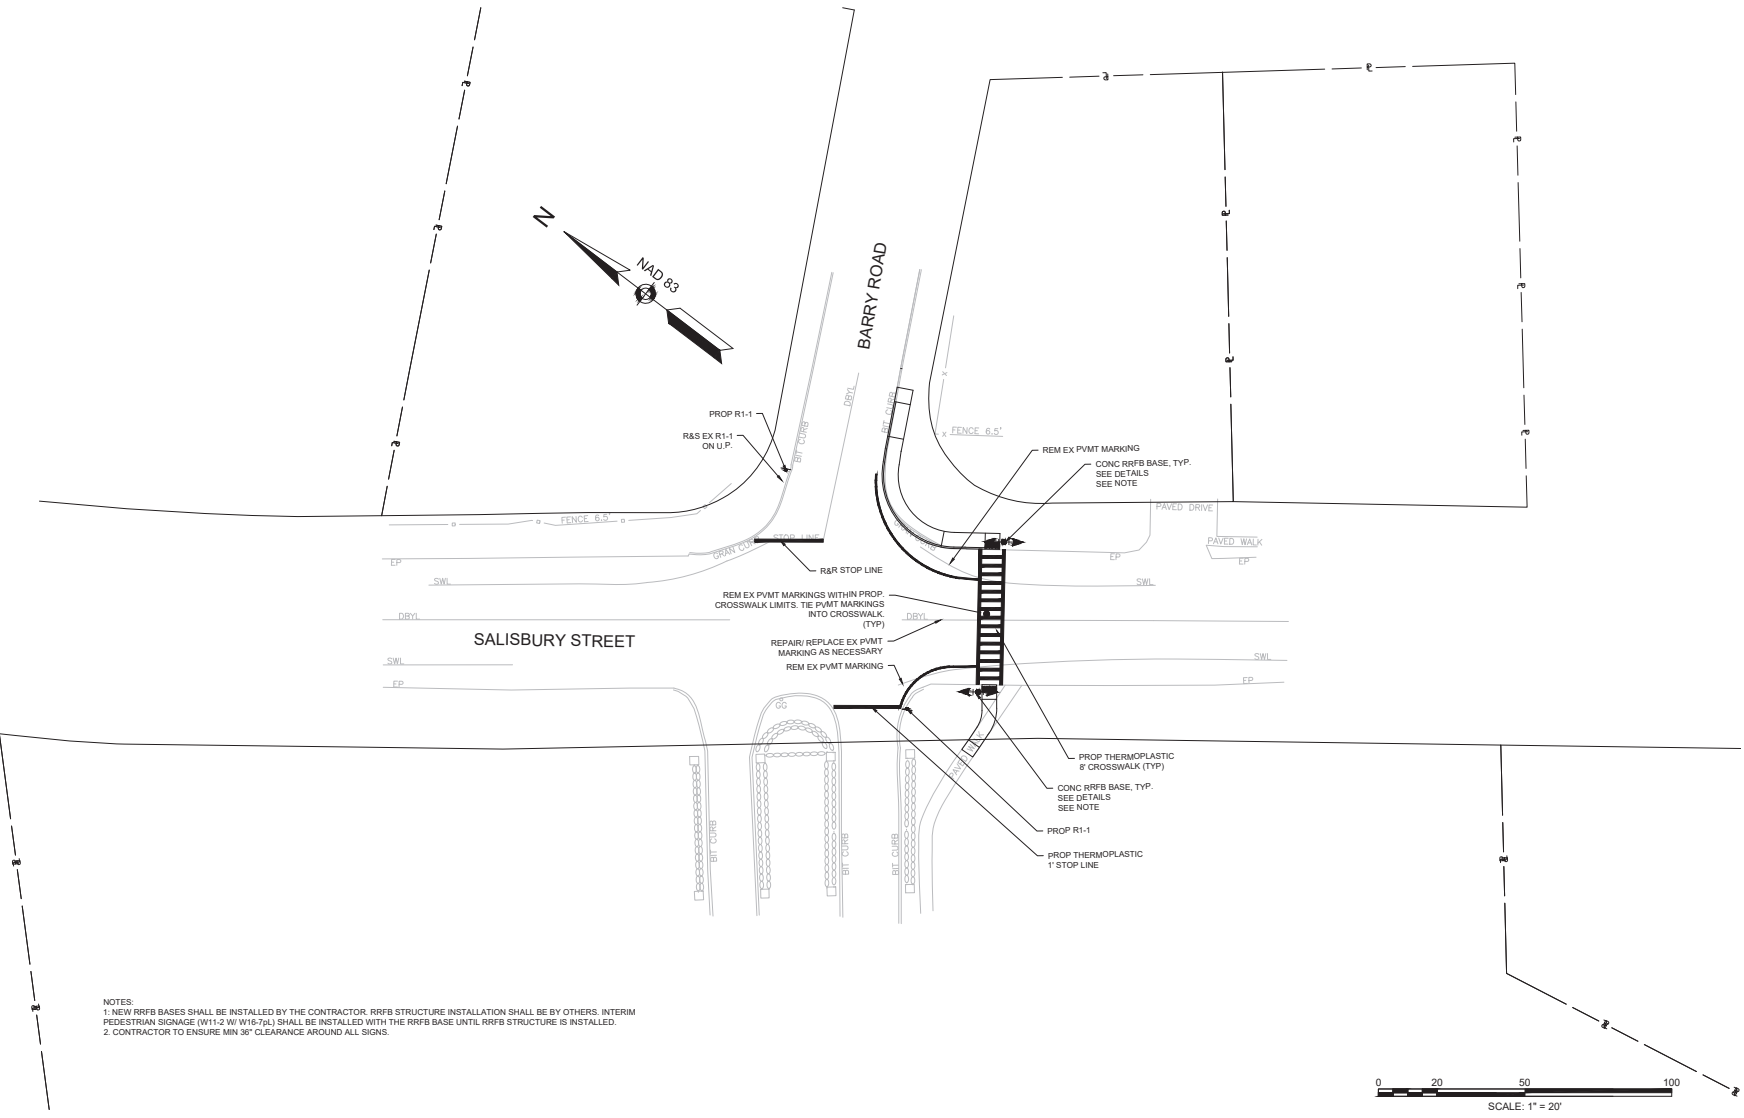 N
NAD 83
BARRY ROAD
DBYL
BIT CURB
BIT CURB
PROP R1-1
R&S EX R1-1
ON U.P.
FENCE 6.5'
REM EX PVMT MARKING
CONC RRFB BASE, TYP.
SEE DETAILS
SEE NOTE
PAVED DRIVE
PAVED WALK
EP
EP
FENCE 6.5'
GRAN CURB
STOP LINE
GRAN CURB
EP
SWL
SWL
R&R STOP LINE
REM EX PVMT MARKINGS WITHIN PROP.
CROSSWALK LIMITS. TIE PVMT MARKINGS
INTO CROSSWALK.
(TYP)
DBYL
DBYL
SALISBURY STREET
REPAIR/ REPLACE EX PVMT
MARKING AS NECESSARY
REM EX PVMT MARKING
SWL
SWL
EP
EP
GG
PAVED WALK
PROP THERMOPLASTIC
8' CROSSWALK (TYP)
CONC RRFB BASE, TYP.
SEE DETAILS
SEE NOTE
PROP R1-1
PROP THERMOPLASTIC
1' STOP LINE
BIT CURB
BIT CURB
BIT CURB
NOTES:
1: NEW RRFB BASES SHALL BE INSTALLED BY THE CONTRACTOR. RRFB STRUCTURE INSTALLATION SHALL BE BY OTHERS. INTERIM
PEDESTRIAN SIGNAGE (W11-2 W/ W16-7pL) SHALL BE INSTALLED WITH THE RRFB BASE UNTIL RRFB STRUCTURE IS INSTALLED.
2. CONTRACTOR TO ENSURE MIN 36" CLEARANCE AROUND ALL SIGNS.
0 20 50 100
SCALE: 1" = 20'